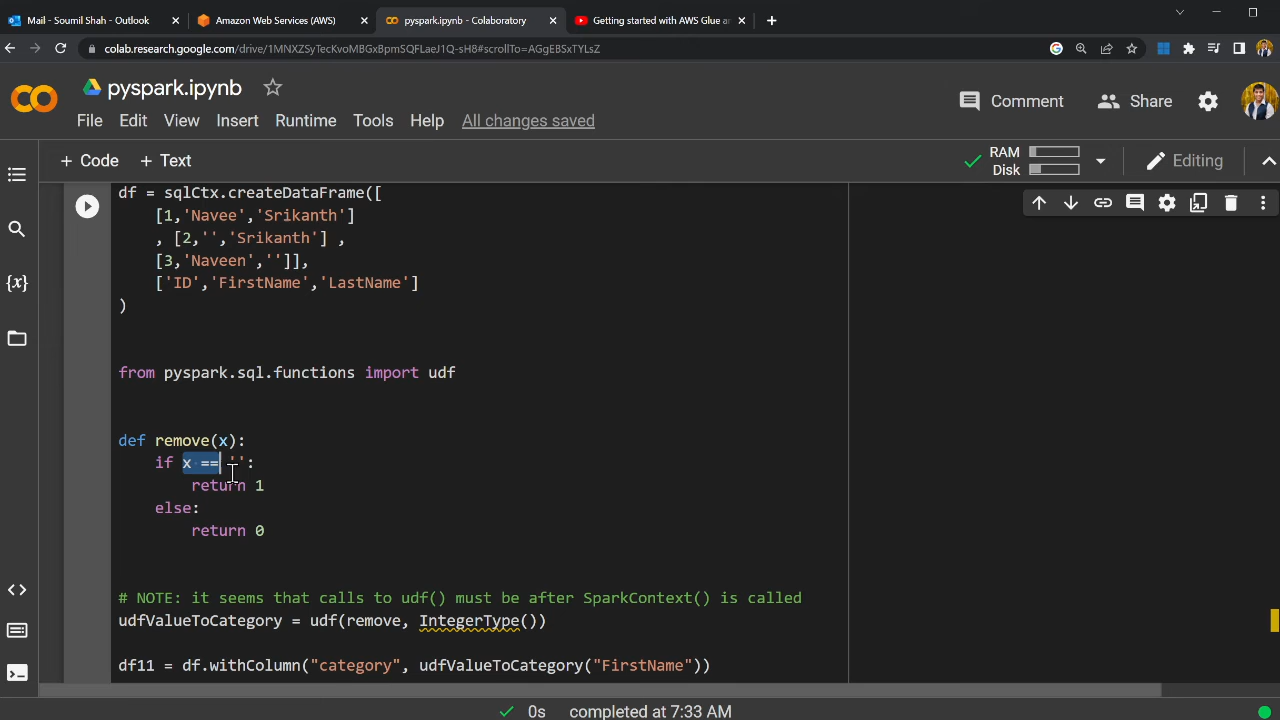 Mail - Soumil Shah - Outlook
Amazon Web Services (AWS)
pyspark.ipynb - Colaboratory
Getting started with AWS Glue ar
colab.research.google.com/drive/1MNXZSyTecKvoMBGxBpmSQFLaeJ1Q-sH8#scrollTo=AGgEBSxTYLsZ
pyspark.ipynb
Comment
Share
File Edit View Insert Runtime Tools Help All changes saved
+ Code + Text
RAM
Disk
Editing
df = sqlCtx.createDataFrame([
[1,'Navee','Srikanth']
, [2,'','Srikanth'] ,
[3,'Naveen','']],
['ID','FirstName','LastName']
)
from pyspark.sql.functions import udf
def remove(x):
if x == '':
return 1
else:
return 0
# NOTE: it seems that calls to udf() must be after SparkContext() is called
udfValueToCategory = udf(remove, IntegerType())
df11 = df.withColumn("category", udfValueToCategory("FirstName"))
0s completed at 7:33 AM